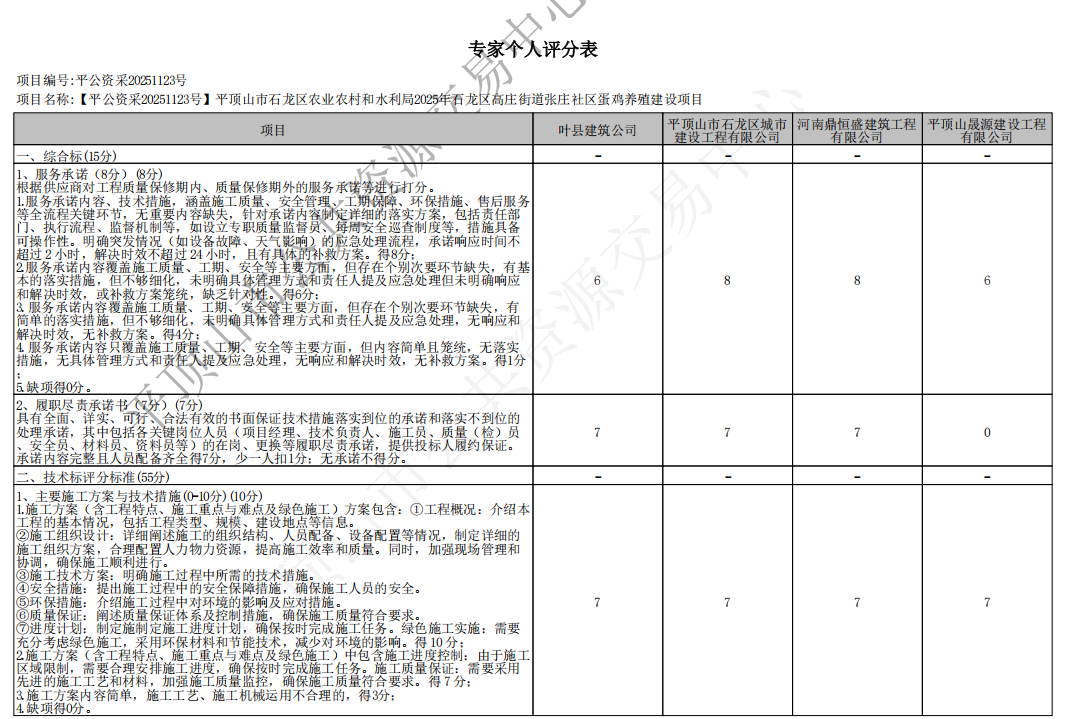 专家个人评分表
项目编号:平公资采20251123号
项目名称:【平公资采20251123号】平顶山市石龙区农业农村和水利局2025年石龙区高庄街道张庄社区蛋鸡养殖建设项目
项目
叶县建筑公司
平顶山市石龙区城市
建设工程有限公司
河南鼎恒盛建筑工程
有限公司
平顶山晟源建设工程
有限公司
一、综合标(15分)
-
-
-
-
1、服务承诺（8分）(8分)
根据供应商对工程质量保修期内、质量保修期外的服务承诺等进行打分。
1.服务承诺内容、技术措施，涵盖施工质量、安全管理、工期保障、环保措施、售后服务
等全流程关键环节，无重要内容缺失，针对承诺内容制定详细的落实方案，包括责任部
门、执行流程、监督机制等，如设立专职质量监督员、每周安全巡查制度等，措施具备
可操作性。明确突发情况（如设备故障、天气影响）的应急处理流程，承诺响应时间不
超过 2 小时，解决时效不超过 24 小时，且有具体的补救方案。得8分；
2.服务承诺内容覆盖施工质量、工期、安全等主要方面，但存在个别次要环节缺失，有基
本的落实措施，但不够细化，未明确具体管理方式和责任人提及应急处理但未明确响应
和解决时效，或补救方案笼统，缺乏针对性。得6分；
3. 服务承诺内容覆盖施工质量、工期、安全等主要方面，但存在个别次要环节缺失，有
简单的落实措施，但不够细化，未明确具体管理方式和责任人提及应急处理，无响应和
解决时效，无补救方案。得4分；
4. 服务承诺内容只覆盖施工质量、工期、安全等主要方面，但内容简单且笼统，无落实
措施，无具体管理方式和责任人提及应急处理，无响应和解决时效，无补救方案。得1分
；
5.缺项得0分。
6
8
8
6
2、履职尽责承诺书（7分）(7分)
具有全面、详实、可行、合法有效的书面保证技术措施落实到位的承诺和落实不到位的
处理承诺，其中包括各关键岗位人员（项目经理、技术负责人、施工员、质量（检）员
、安全员、材料员、资料员等）的在岗、更换等履职尽责承诺，提供投标人履约保证。
承诺内容完整且人员配备齐全得7分，少一人扣1分；无承诺不得分。
7
7
7
0
二、技术标评分标准(55分)
-
-
-
-
1、主要施工方案与技术措施(0-10分)(10分)
1.施工方案（含工程特点、施工重点与难点及绿色施工）方案包含：①工程概况：介绍本
工程的基本情况，包括工程类型、规模、建设地点等信息。
②施工组织设计：详细阐述施工的组织结构、人员配备、设备配置等情况，制定详细的
施工组织方案，合理配置人力物力资源，提高施工效率和质量。同时，加强现场管理和
协调，确保施工顺利进行。
③施工技术方案：明确施工过程中所需的技术措施。
④安全措施：提出施工过程中的安全保障措施，确保施工人员的安全。
⑤环保措施：介绍施工过程中对环境的影响及应对措施。
⑥质量保证：阐述质量保证体系及控制措施，确保施工质量符合要求。
⑦进度计划：制定施制定施工进度计划，确保按时完成施工任务。绿色施工实施：需要
充分考虑绿色施工，采用环保材料和节能技术，减少对环境的影响。得 10 分；
2.施工方案（含工程特点、施工重点与难点及绿色施工）中包含施工进度控制：由于施工
区域限制，需要合理安排施工进度，确保按时完成施工任务。施工质量保证：需要采用
先进的施工工艺和材料，加强施工质量监控，确保施工质量符合要求。得 7 分；
3.施工方案内容简单，施工工艺、施工机械运用不合理的，得3分；
4.缺项得0分。
7
7
7
7
平顶山市公共资源交易中心
平顶山市公共资源交易中心